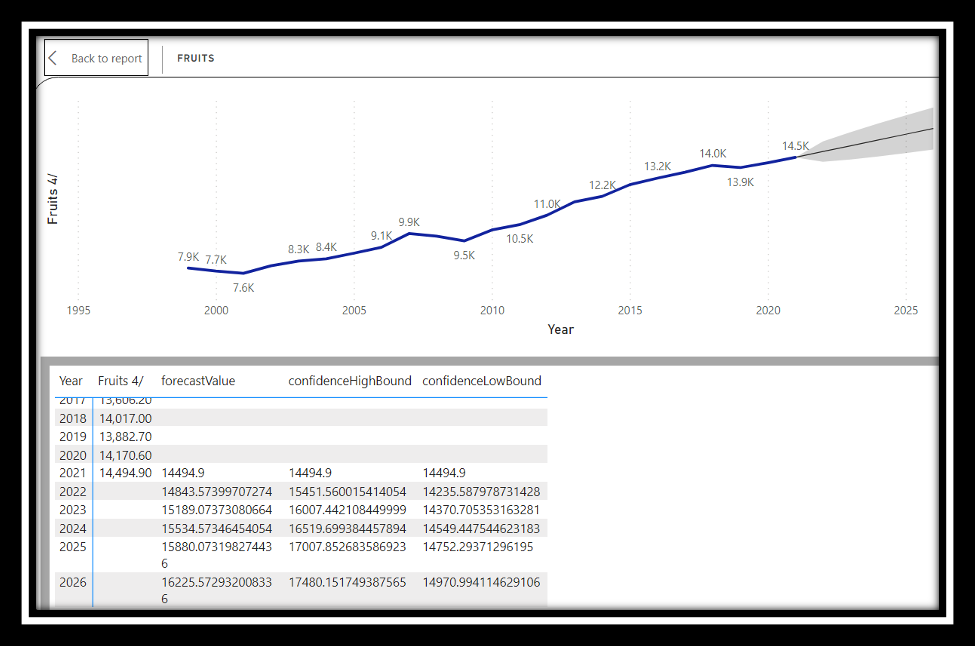 Back to report FRUITS
14.5K
14.0K
13.2K
13.9K
12.2K
11.0K
9.9K
10.5K
9.1K
8.3K 8.4K
9.5K
7.9K 7.7K
7.6K
Fruits 4/
1995 2000 2005 2010 2015 2020 2025
Year
Year Fruits 4/ forecastValue confidenceHighBound confidenceLowBound
2017 13,606.20
2018 14,017.00
2019 13,882.70
2020 14,170.60
2021 14,494.90 14494.9 14494.9 14494.9
2022 14843.57399707274 15451.560015414054 14235.587978731428
2023 15189.07373080664 16007.442108449999 14370.705353163281
2024 15534.57346454054 16519.699384457894 14549.447544623183
2025 15880.07319827443 17007.852683586923 14752.29371296195
6
2026 16225.57293200833 17480.151749387565 14970.994114629106
6